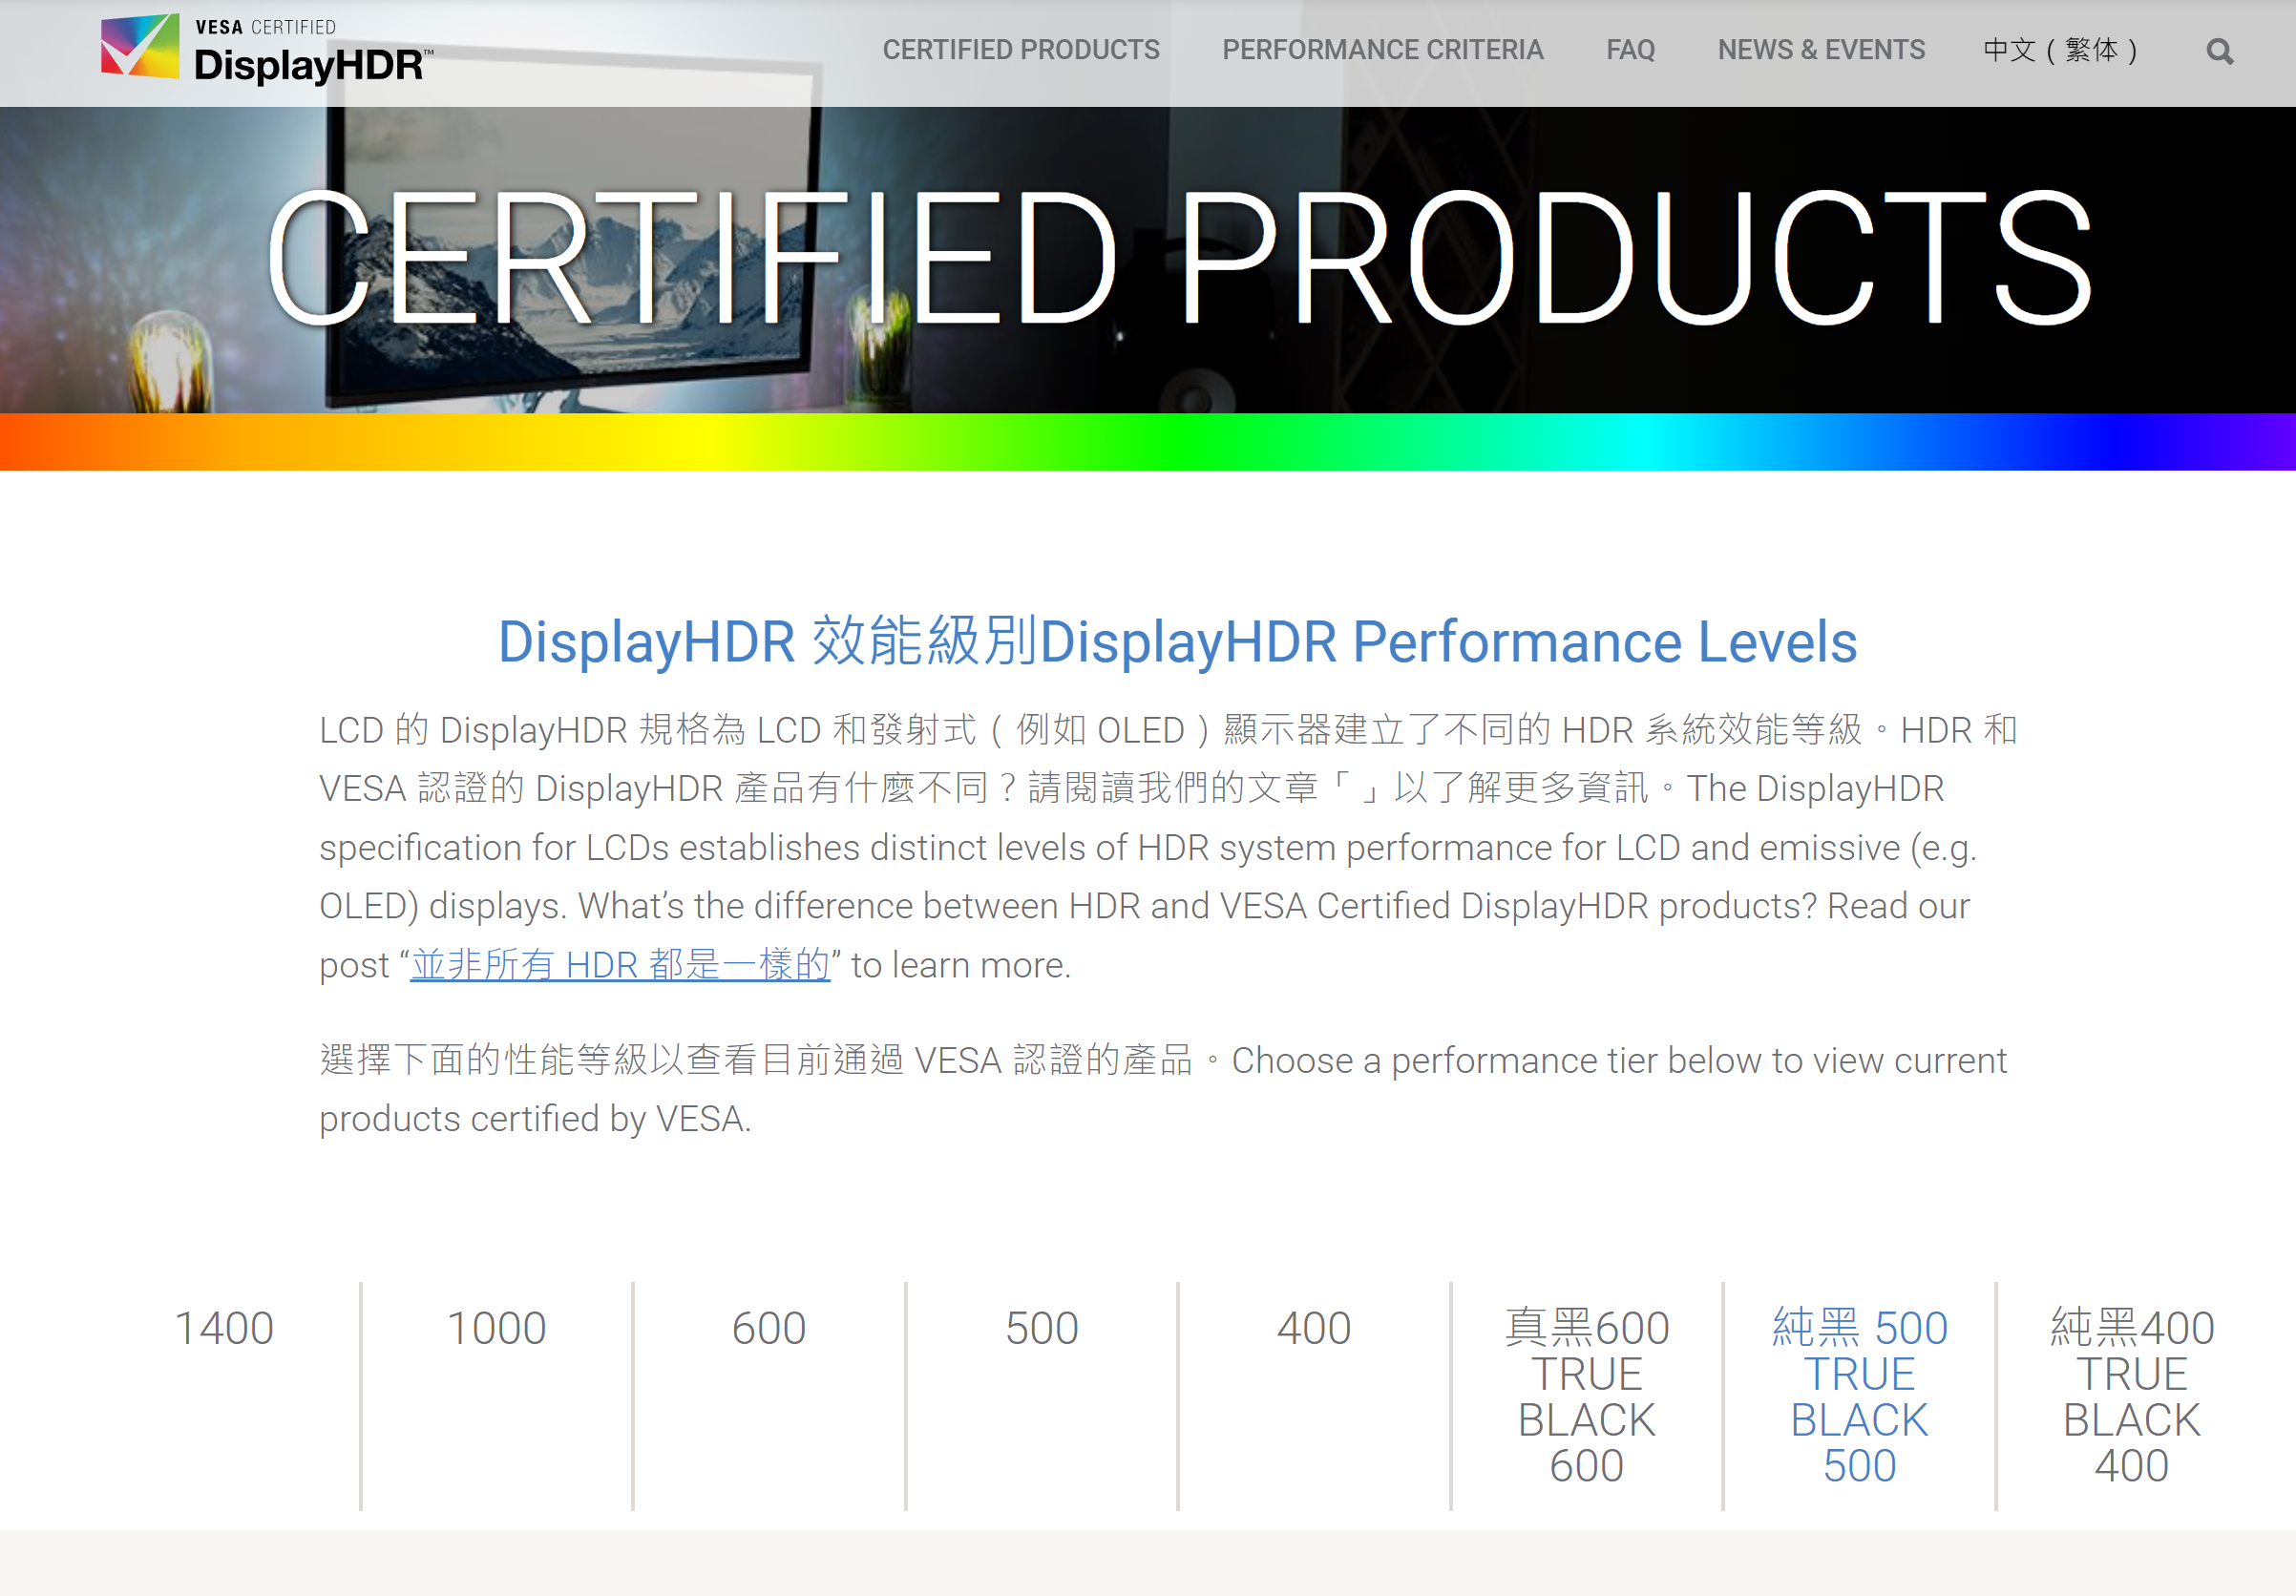 VESA CERTIFIED
DisplayHDR™
CERTIFIED PRODUCTS
PERFORMANCE CRITERIA
FAQ
NEWS & EVENTS
中文（繁体）
CERTIFIED PRODUCTS
DisplayHDR 效能級別DisplayHDR Performance Levels
LCD 的 DisplayHDR 規格為 LCD 和發射式（例如 OLED）顯示器建立了不同的 HDR 系統效能等級。HDR 和
VESA 認證的 DisplayHDR 產品有什麼不同？請閱讀我們的文章「 」以了解更多資訊。The DisplayHDR
specification for LCDs establishes distinct levels of HDR system performance for LCD and emissive (e.g.
OLED) displays. What’s the difference between HDR and VESA Certified DisplayHDR products? Read our
post “並非所有 HDR 都是一樣的” to learn more.
選擇下面的性能等級以查看目前通過 VESA 認證的產品。Choose a performance tier below to view current
products certified by VESA.
1400
1000
600
500
400
真黑600
TRUE
BLACK
600
純黑 500
TRUE
BLACK
500
純黑400
TRUE
BLACK
400